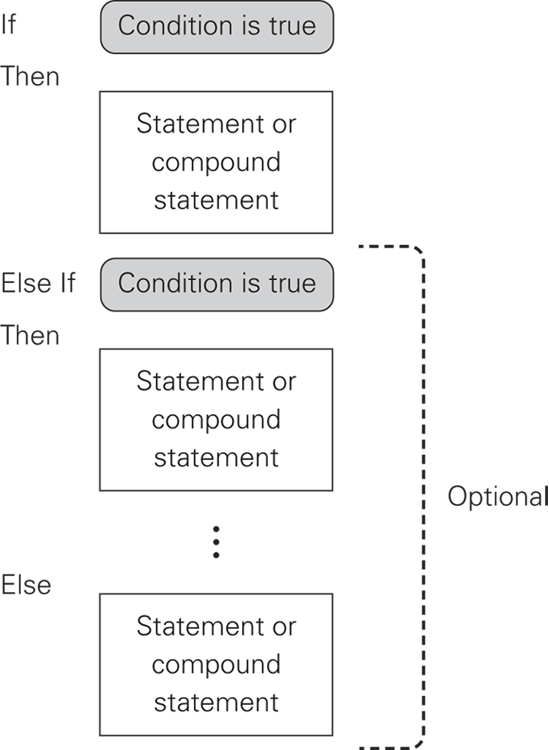 If
Condition is true
Then
Statement or
compound
statement
Else If
Condition is true
Then
Statement or
compound
statement
Optional
Else
Statement or
compound
statement